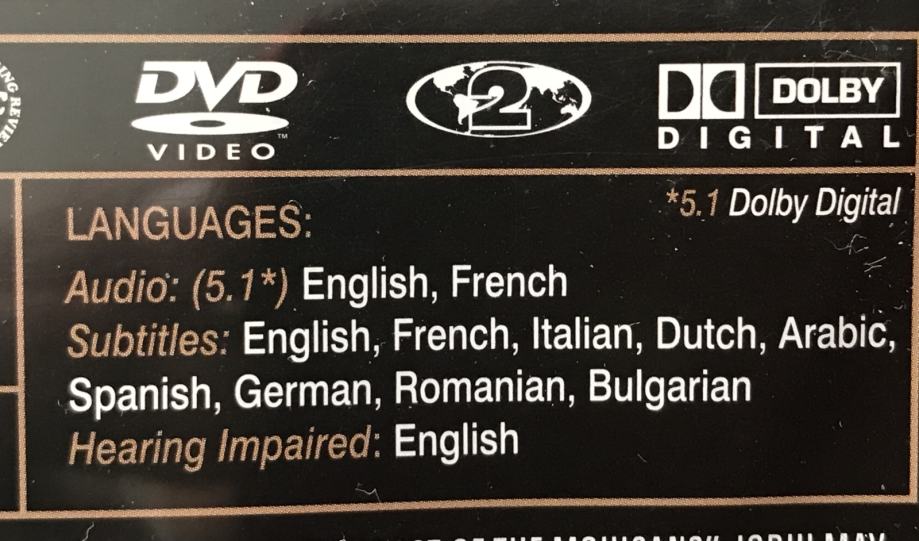 DVD
VIDEO
™
2
DOLBY
DIGITAL
*5.1 Dolby Digital
LANGUAGES:
Audio: (5.1*) English, French
Subtitles: English, French, Italian, Dutch, Arabic,
Spanish, German, Romanian, Bulgarian
Hearing Impaired: English